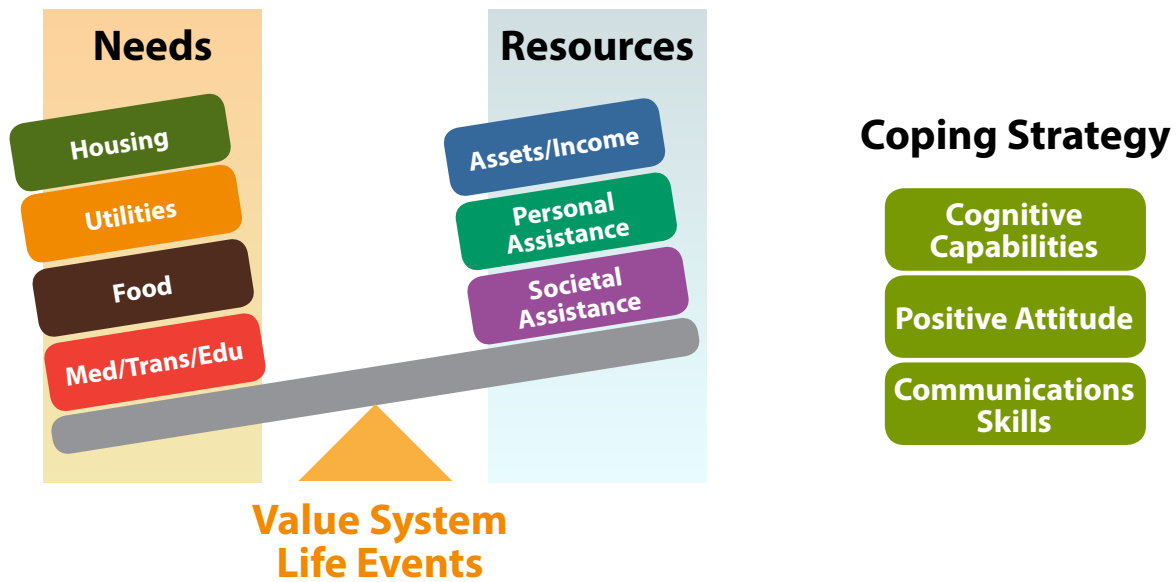 Needs
Housing
Utilities
Food
Med/Trans/Edu
Resources
Assets/Income
Personal
Assistance
Societal
Assistance
Value System
Life Events
Coping Strategy
Cognitive
Capabilities
Positive Attitude
Communications
Skills